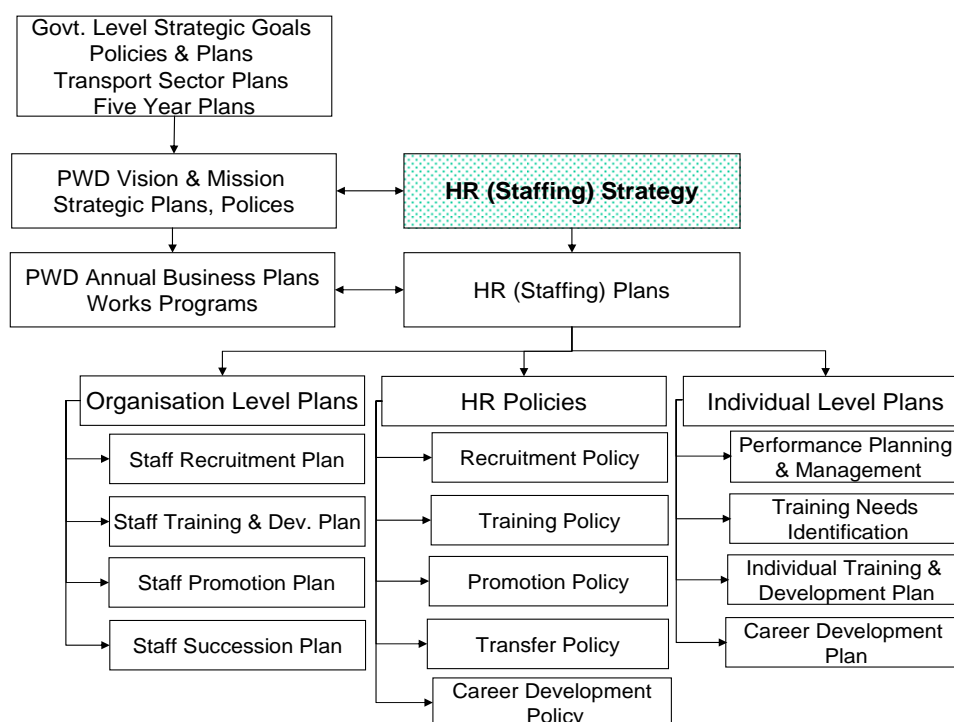 Govt. Level Strategic Goals
Policies & Plans
Transport Sector Plans
Five Year Plans
PWD Vision & Mission
Strategic Plans, Polices
HR (Staffing) Strategy
PWD Annual Business Plans
Works Programs
HR (Staffing) Plans
Organisation Level Plans
Staff Recruitment Plan
Staff Training & Dev. Plan
Staff Promotion Plan
Staff Succession Plan
HR Policies
Recruitment Policy
Training Policy
Promotion Policy
Transfer Policy
Career Development
Policy
Individual Level Plans
Performance Planning
& Management
Training Needs
Identification
Individual Training &
Development Plan
Career Development
Plan